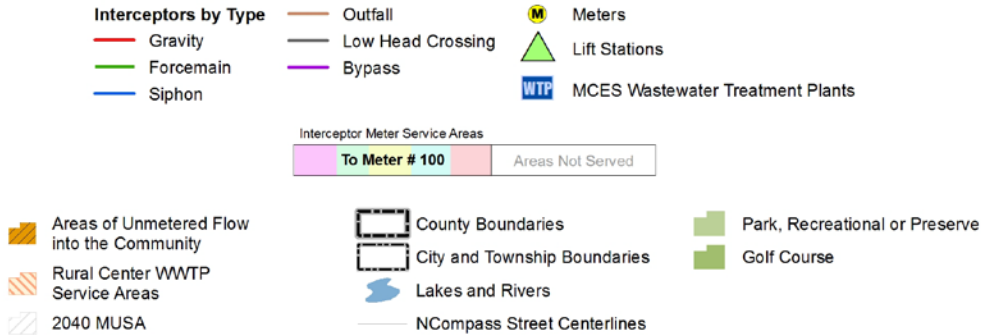 Interceptors by Type
Gravity
Forcemain
Siphon
Outfall
Low Head Crossing
Bypass
M Meters
Lift Stations
WTP MCES Wastewater Treatment Plants
Interceptor Meter Service Areas
To Meter # 100
Areas Not Served
Areas of Unmetered Flow
into the Community
Rural Center WWTP
Service Areas
2040 MUSA
County Boundaries
City and Township Boundaries
Lakes and Rivers
NCompass Street Centerlines
Park, Recreational or Preserve
Golf Course